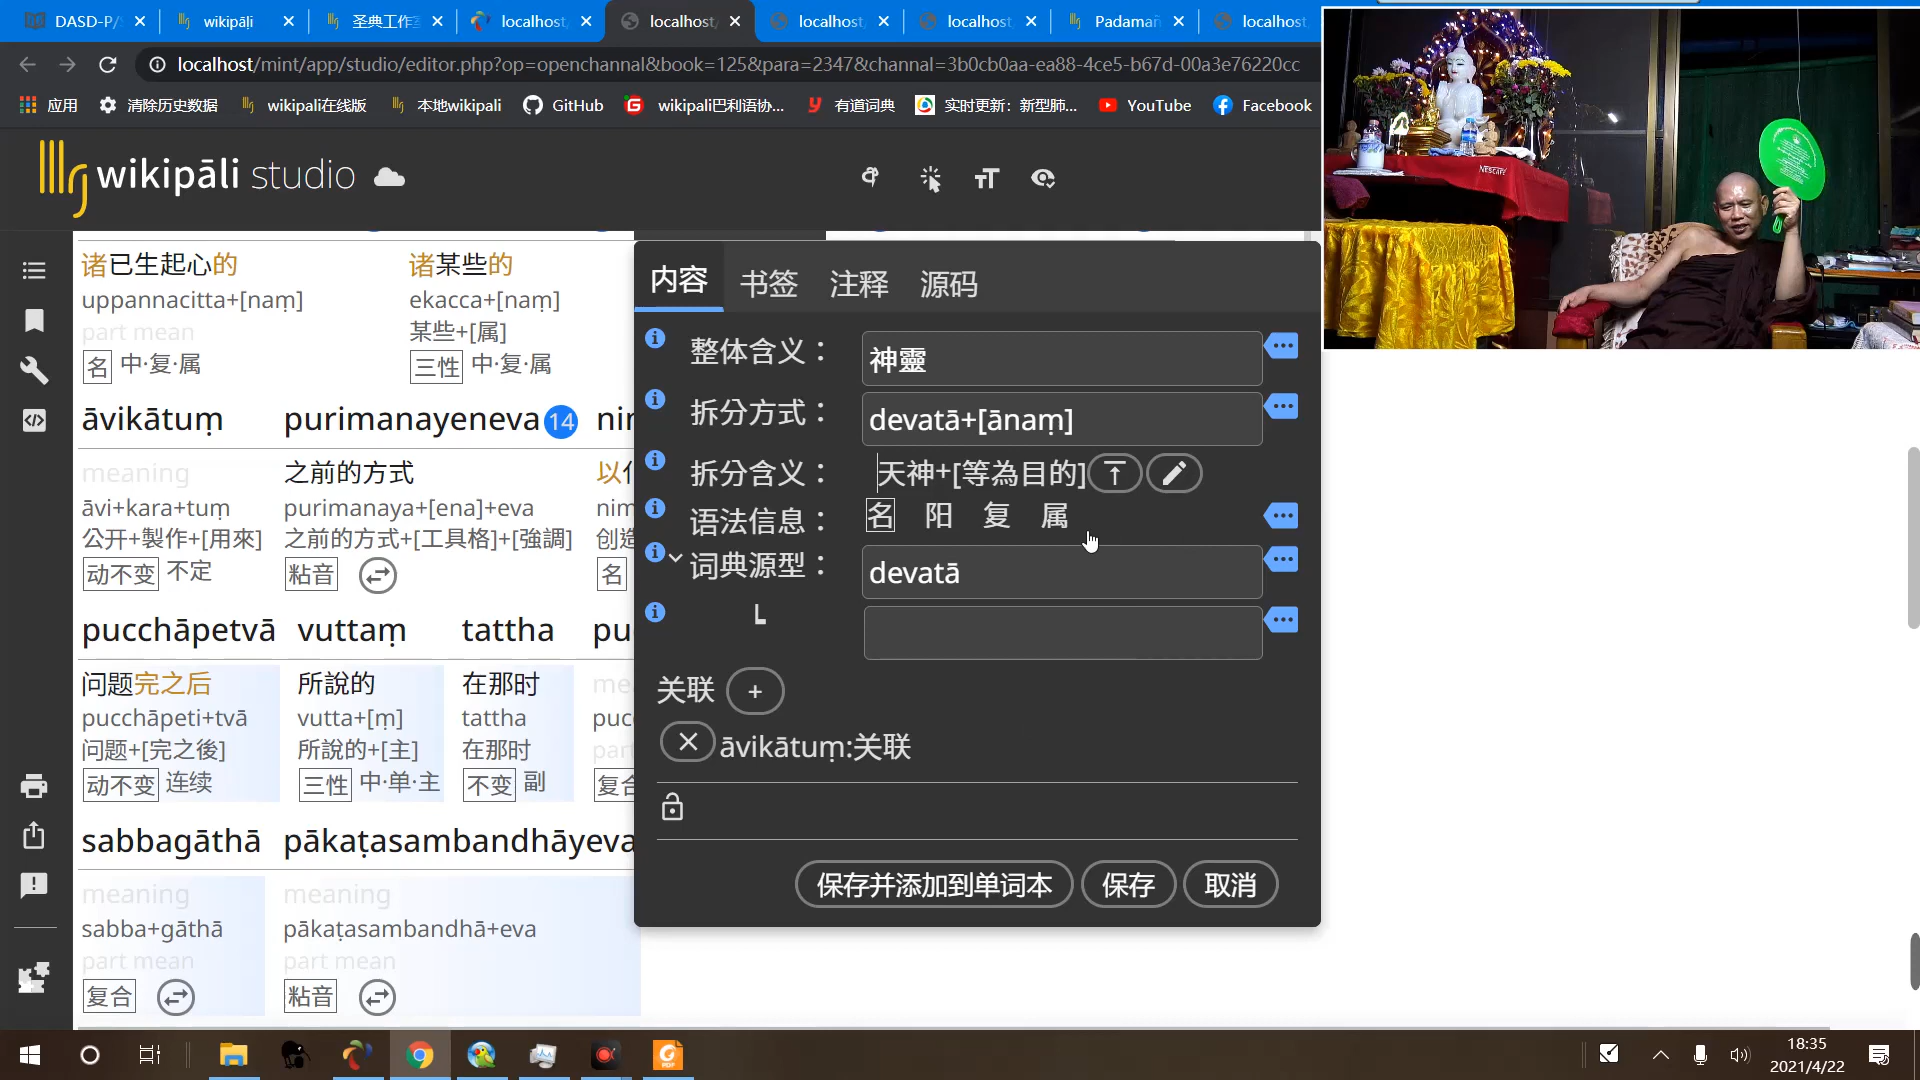 DASD-P/
wikipāli
圣典工作室
localhost
localhost
localhost
localhost
Padamañ
localhost
localhost/mint/app/studio/editor.php?op=openchannal&book=125&para=2347&channal=3b0cb0aa-ea88-4ce5-b67d-00a3e76220cc
应用 清除历史数据 wikipali在线版 本地wikipali GitHub wikipali巴利语协... 有道词典 实时更新：新型肺... YouTube Facebook
wikipāli studio
NESCAFÉ
诸已生起心的 诸某些的
uppannacitta+[naṃ] ekacca+[naṃ]
part mean 某些+[属]
名 中·复·属 三性 中·复·属
āvikātuṃ purimanayeneva 14
meaning 之前的方式
āvi+kara+tuṃ purimanaya+[ena]+eva
公开+製作+[用來] 之前的方式+[工具格]+[強調]
动不变 不定 粘音 名
pucchāpetvā vuttaṃ tattha
问题完之后 所說的 在那时
pucchāpeti+tvā vutta+[ṃ] tattha
问题+[完之後] 所說的+[主] 在那时
动不变 连续 三性 中·单·主 不变 副 复合
sabbagāthā pākaṭasambandhāyeva
meaning meaning
sabba+gāthā pākaṭasambandhā+eva
part mean part mean
复合 粘音
内容 书签 注释 源码
整体含义： 神靈
拆分方式： devatā+[ānaṃ]
拆分含义： 天神+[等為目的]
语法信息： 名 阳 复 属
词典源型： devatā
┗
关联 +
āvikātuṃ:关联
保存并添加到单词本 保存 取消
18:35
2021/4/22